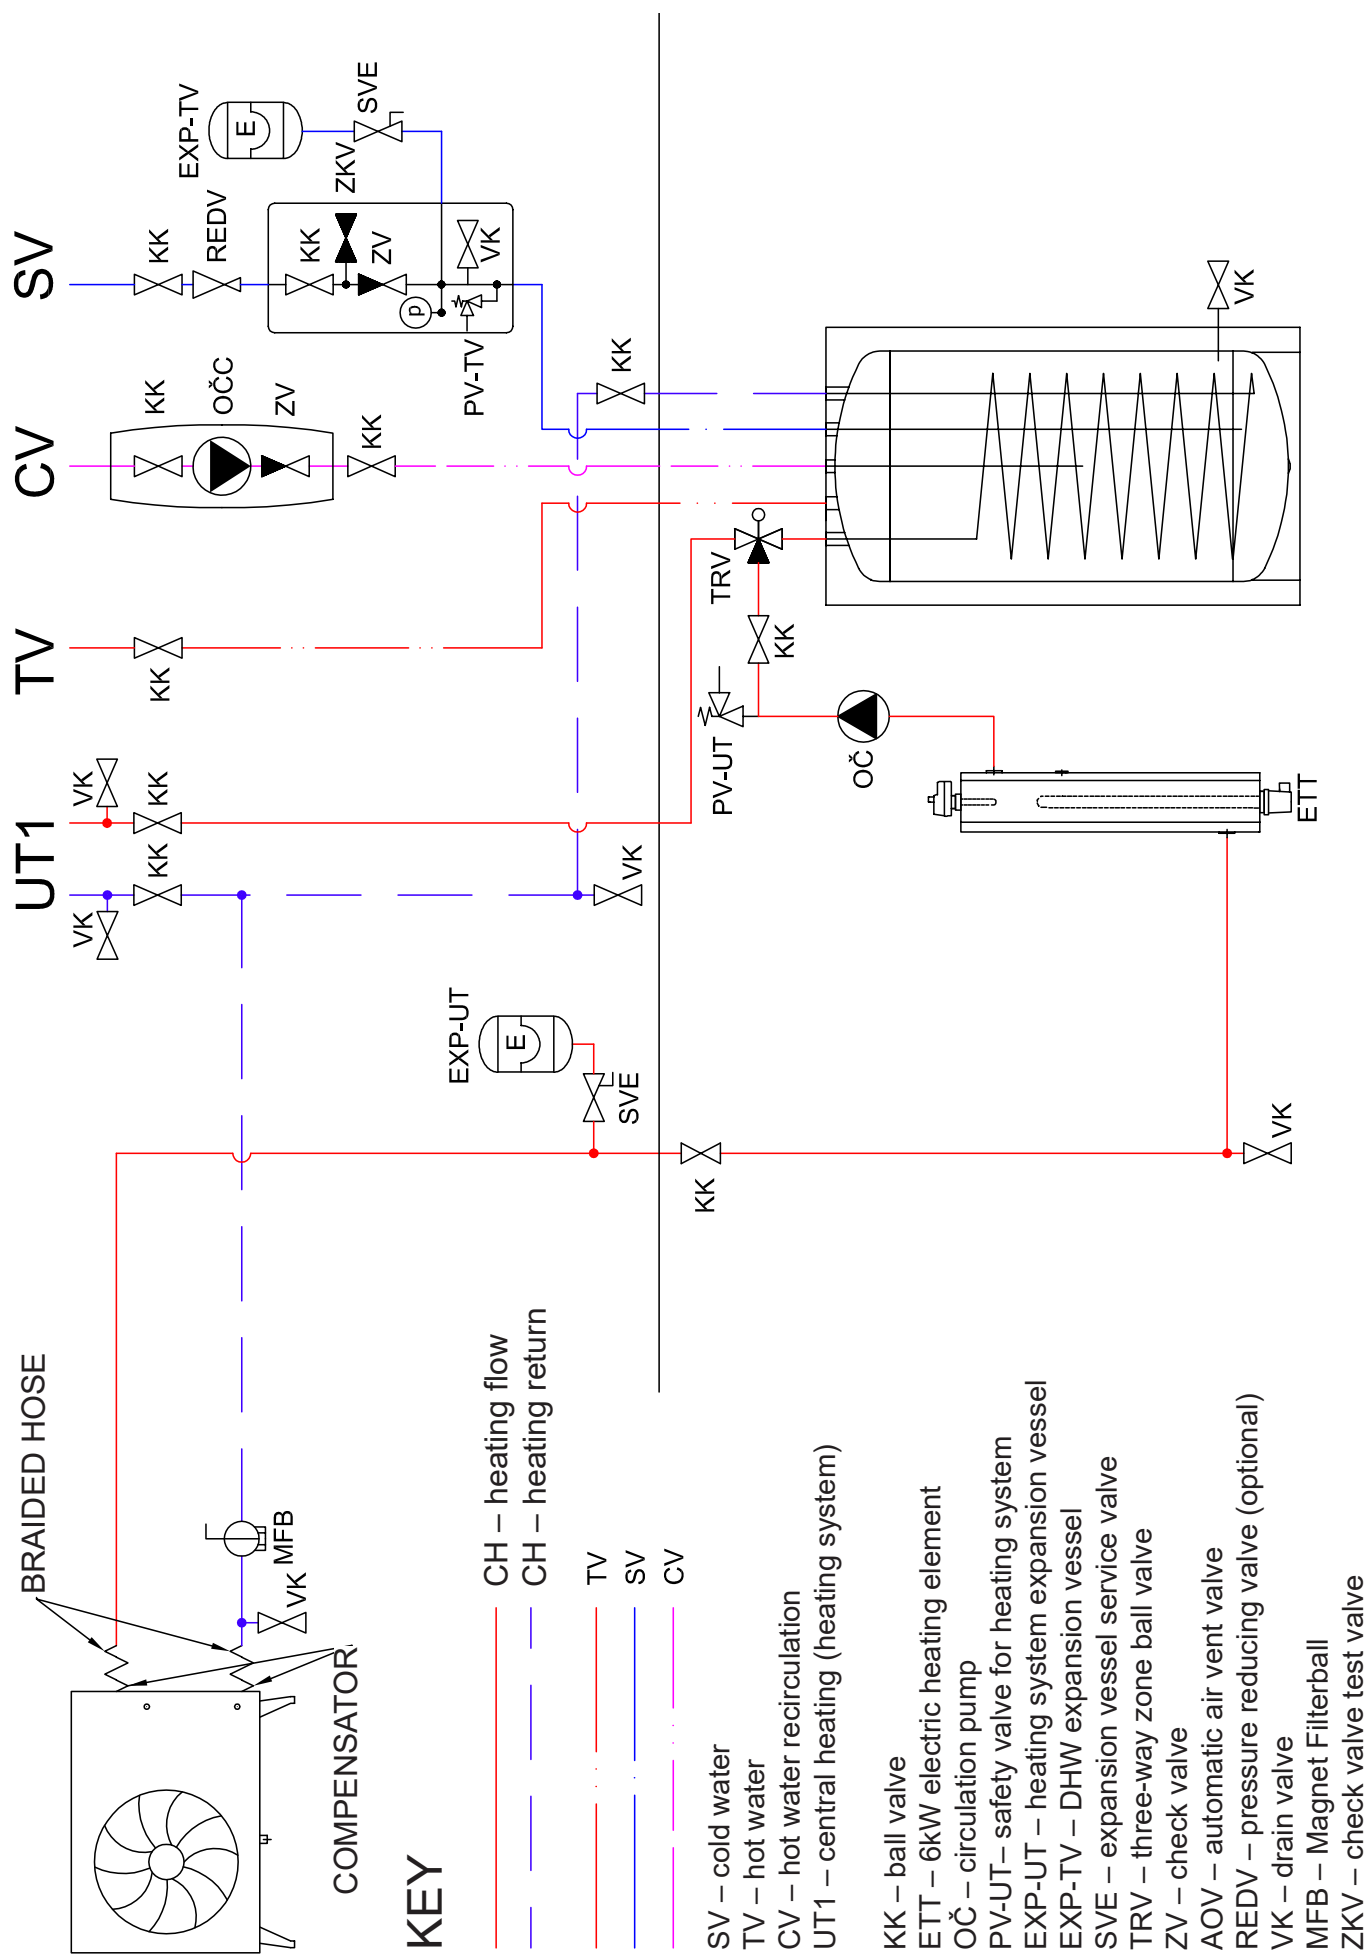 BRAIDED HOSE
UT1
TV
CV
SV
VK
VK
KK
KK
KK
KK
KK
EXP-TV
OČC
REDV
E
MFB
VK
ZV
KK
COMPENSATOR
ZKV
KK
ZV
SVE
p
EXP-UT
E
PV-TV
VK
KK
SVE
VK
KK
TRV
PV-UT
KK
OČ
VK
VK
ETT
KEY
CH – heating flow
CH – heating return
TV
SV
CV
SV – cold water
TV – hot water
CV – hot water recirculation
UT1 – central heating (heating system)
KK – ball valve
ETT – 6kW electric heating element
OČ – circulation pump
PV-UT– safety valve for heating system
EXP-UT – heating system expansion vessel
EXP-TV – DHW expansion vessel
SVE – expansion vessel service valve
TRV – three-way zone ball valve
ZV – check valve
AOV – automatic air vent valve
REDV – pressure reducing valve (optional)
VK – drain valve
MFB – Magnet Filterball
ZKV – check valve test valve